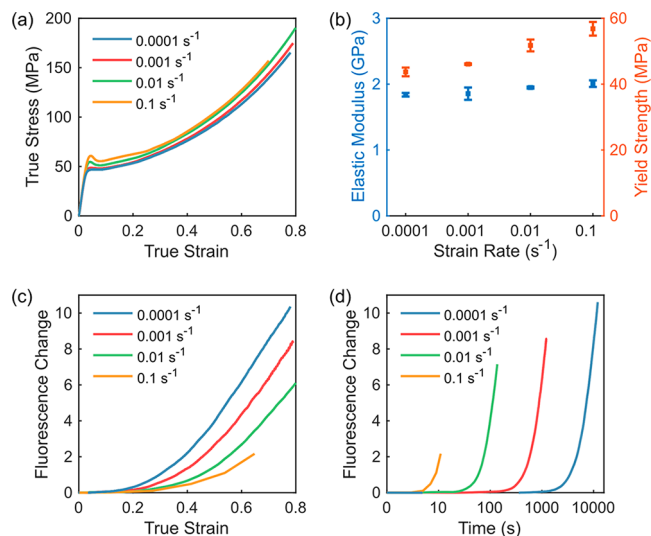 (a)
True Stress (MPa)
200
150
100
50
0
0.0001 s⁻¹
0.001 s⁻¹
0.01 s⁻¹
0.1 s⁻¹
0 0.2 0.4 0.6 0.8
True Strain
(b)
Elastic Modulus (GPa)
3
2
1
0
60
40
20
0
Yield Strength (MPa)
0.0001 0.001 0.01 0.1
Strain Rate (s⁻¹)
(c)
Fluorescence Change
10
8
6
4
2
0
0.0001 s⁻¹
0.001 s⁻¹
0.01 s⁻¹
0.1 s⁻¹
0 0.2 0.4 0.6 0.8
True Strain
(d)
Fluorescence Change
10
8
6
4
2
0
0.0001 s⁻¹
0.001 s⁻¹
0.01 s⁻¹
0.1 s⁻¹
0 10 100 1000 10000
Time (s)